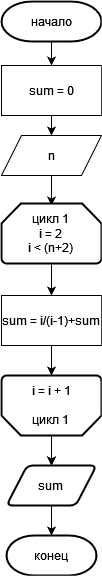 начало
sum = 0
n
цикл 1
i = 2
i < (n+2)
sum = i/(i-1)+sum
i = i + 1
цикл 1
sum
конец